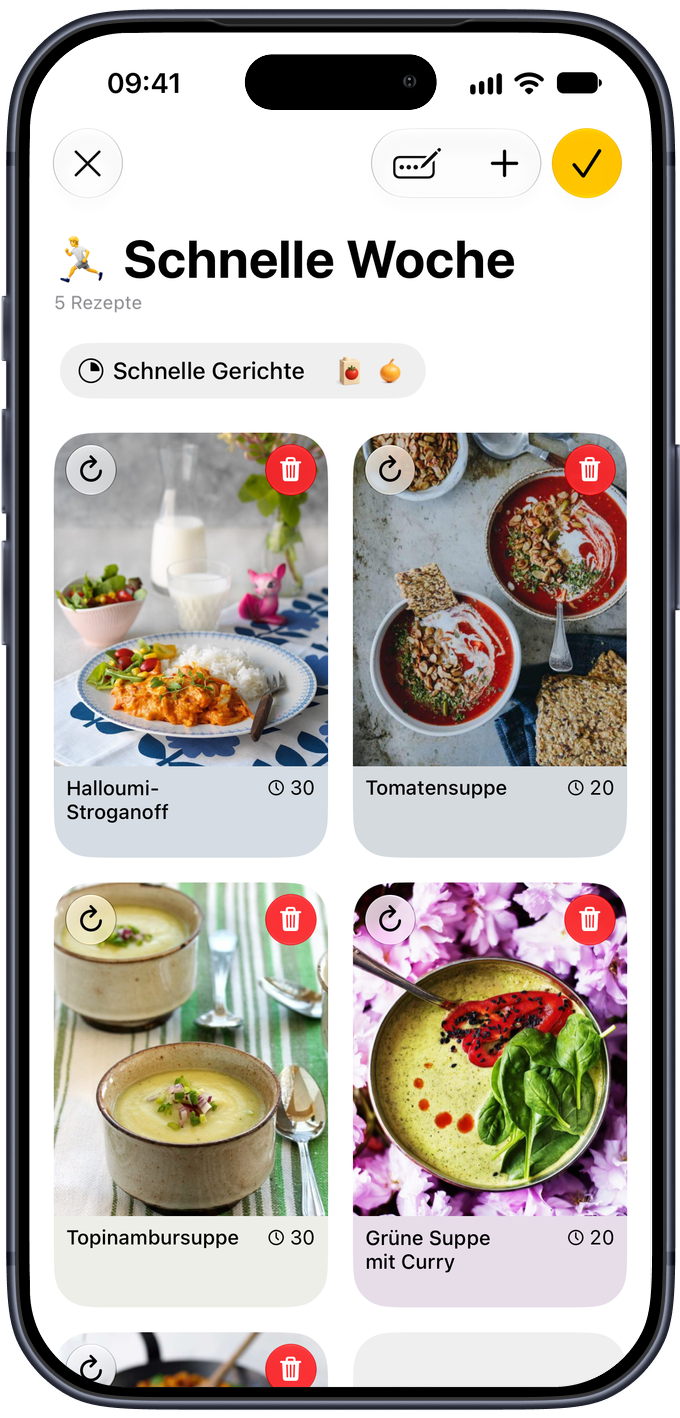 09:41
Schnelle Woche
5 Rezepte
Schnelle Gerichte
Halloumi-
Stroganoff
30
Tomatensuppe
20
Topinambursuppe
30
Grüne Suppe
mit Curry
20